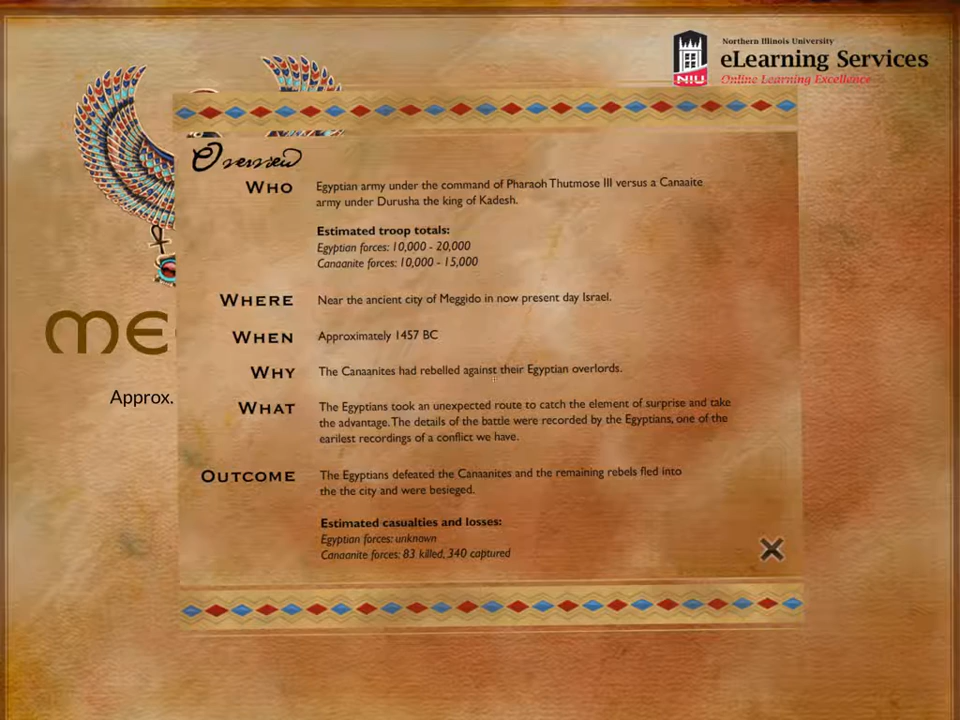 Northern Illinois University
eLearning Services
Online Learning Excellence
NIU
Overview
WHO
Egyptian army under the command of Pharaoh Thutmose III versus a Canaaite
army under Durusha the king of Kadesh.
Estimated troop totals:
Egyptian forces: 10,000 - 20,000
Canaanite forces: 10,000 - 15,000
WHERE
Near the ancient city of Meggido in now present day Israel.
ME
WHEN
Approximately 1457 BC
WHY
The Canaanites had rebelled against their Egyptian overlords.
Approx.
WHAT
The Egyptians took an unexpected route to catch the element of surprise and take
the advantage. The details of the battle were recorded by the Egyptians, one of the
earilest recordings of a conflict we have.
OUTCOME
The Egyptians defeated the Canaanites and the remaining rebels fled into
the the city and were besieged.
Estimated casualties and losses:
Egyptian forces: unknown
Canaanite forces: 83 killed, 340 captured